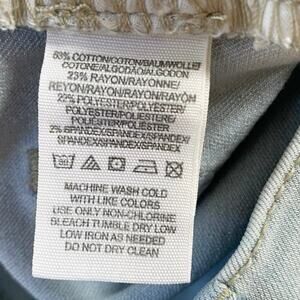 53% COTTON/COTON/BAUMWOLLE/
COTONE/ALGODÃO/ALGODON
23% RAYON/RAYONNE/
REYON/RAYON/RAYON/RAYÓN
22% POLYESTER/POLYESTER/
POLYESTER/POLIESTERE/
POLIÉSTER/POLIESTER
2% SPANDEX/SPANDEX/SPANDEX/
SPANDEX/SPANDEX/SPANDEX
MACHINE WASH COLD
WITH LIKE COLORS
USE ONLY NON-CHLORINE
BLEACH TUMBLE DRY LOW
LOW IRON AS NEEDED
DO NOT DRY CLEAN